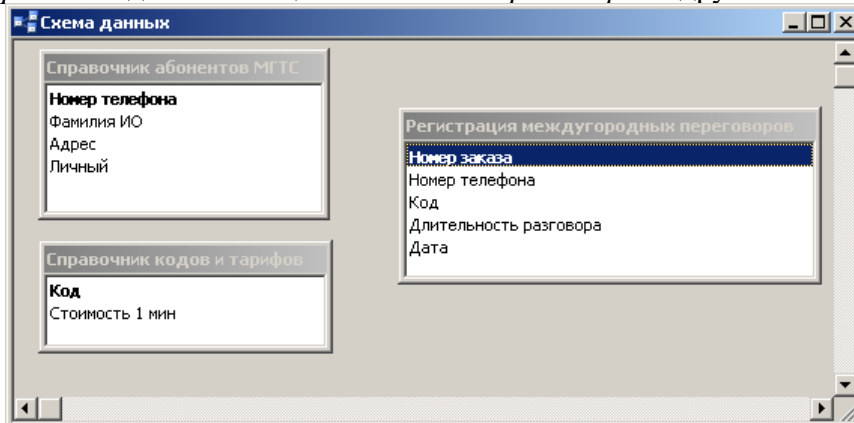 Схема данных
Справочник абонентов МГТС
Номер телефона
Фамилия ИО
Адрес
Личный
Регистрация междугородных переговоров
Номер заказа
Номер телефона
Код
Длительность разговора
Дата
Справочник кодов и тарифов
Код
Стоимость 1 мин